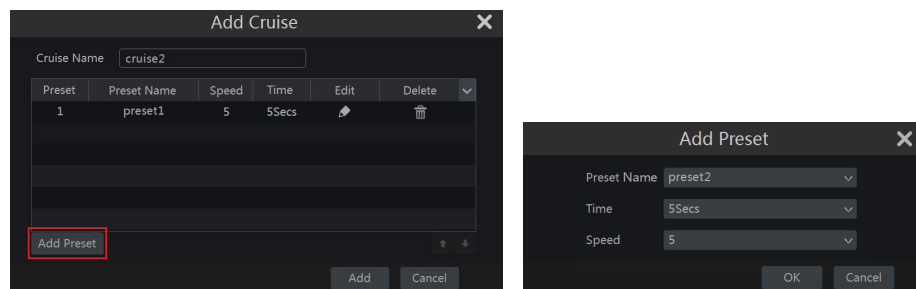 Add Cruise
Cruise Name cruise2
Preset Preset Name Speed Time Edit Delete
1 preset1 5 5Secs
Add Preset
Add Cancel
Add Preset
Preset Name preset2
Time 5Secs
Speed 5
OK Cancel